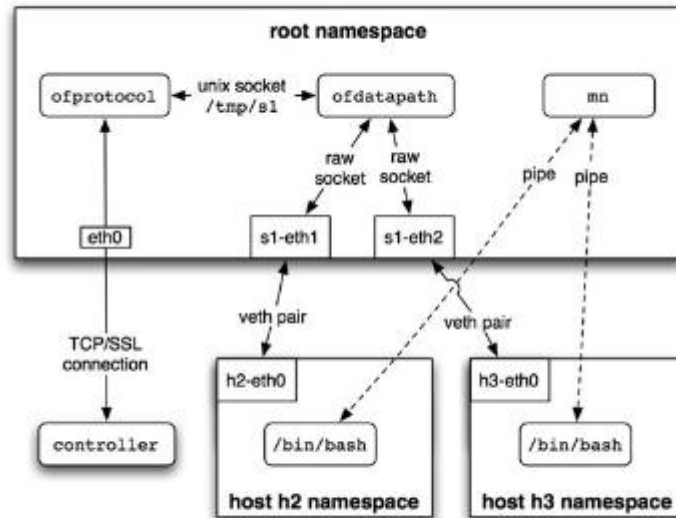 root namespace
ofprotocol
unix socket
/tmp/s1
ofdatapath
mn
raw
socket
raw
socket
pipe
pipe
eth0
s1-eth1
s1-eth2
TCP/SSL
connection
veth pair
veth pair
h2-eth0
h3-eth0
controller
/bin/bash
/bin/bash
host h2 namespace
host h3 namespace